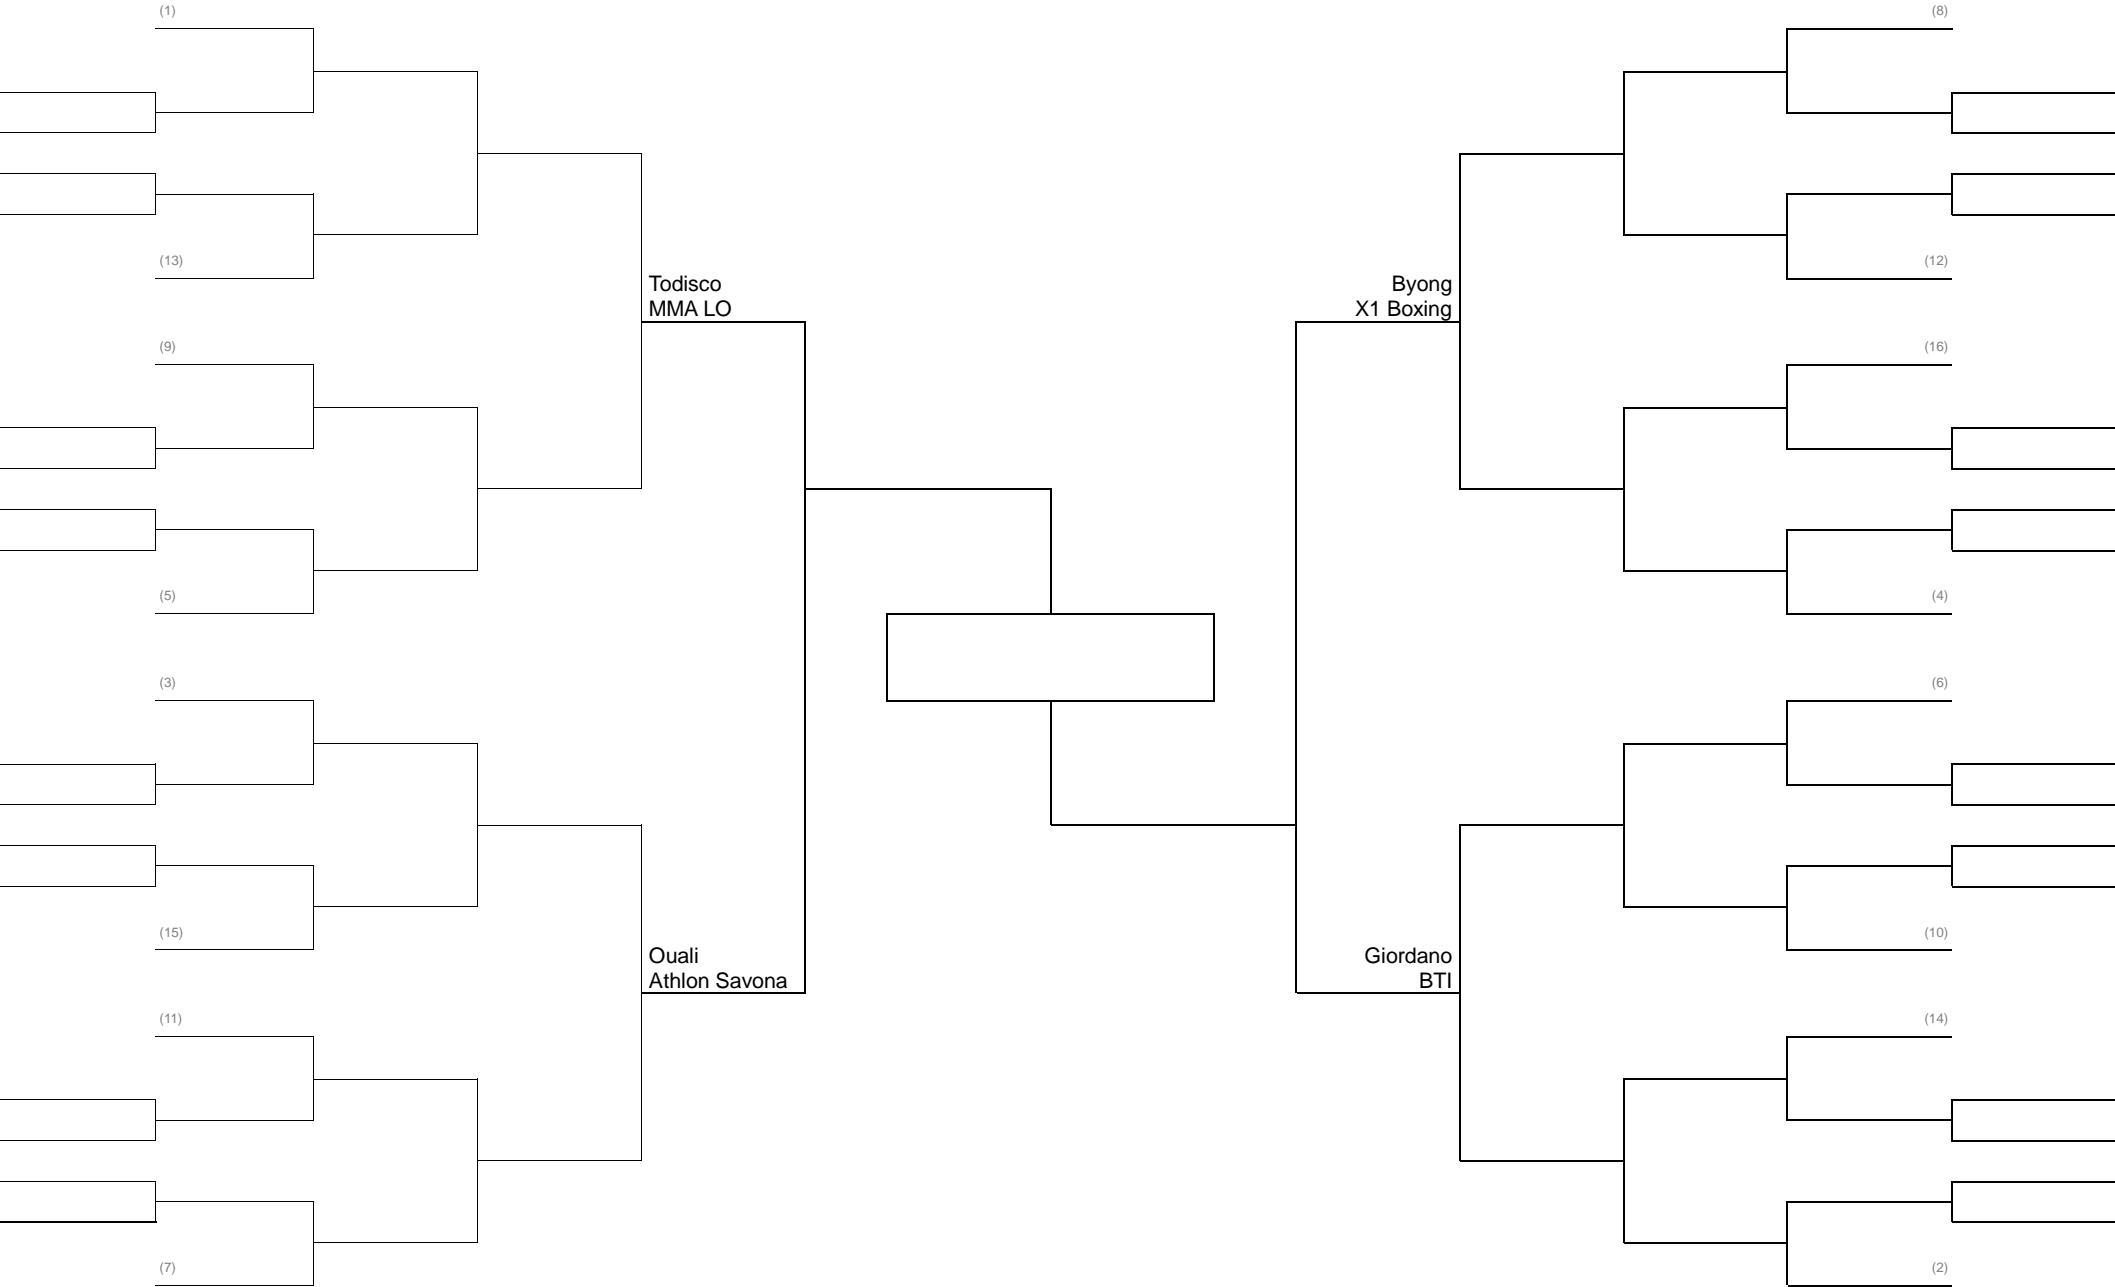 (1)
(8)
(13)
(12)
Todisco
MMA LO
Byong
X1 Boxing
(9)
(16)
(5)
(4)
(3)
(6)
(15)
(10)
Ouali
Athlon Savona
Giordano
BTI
(11)
(14)
(7)
(2)